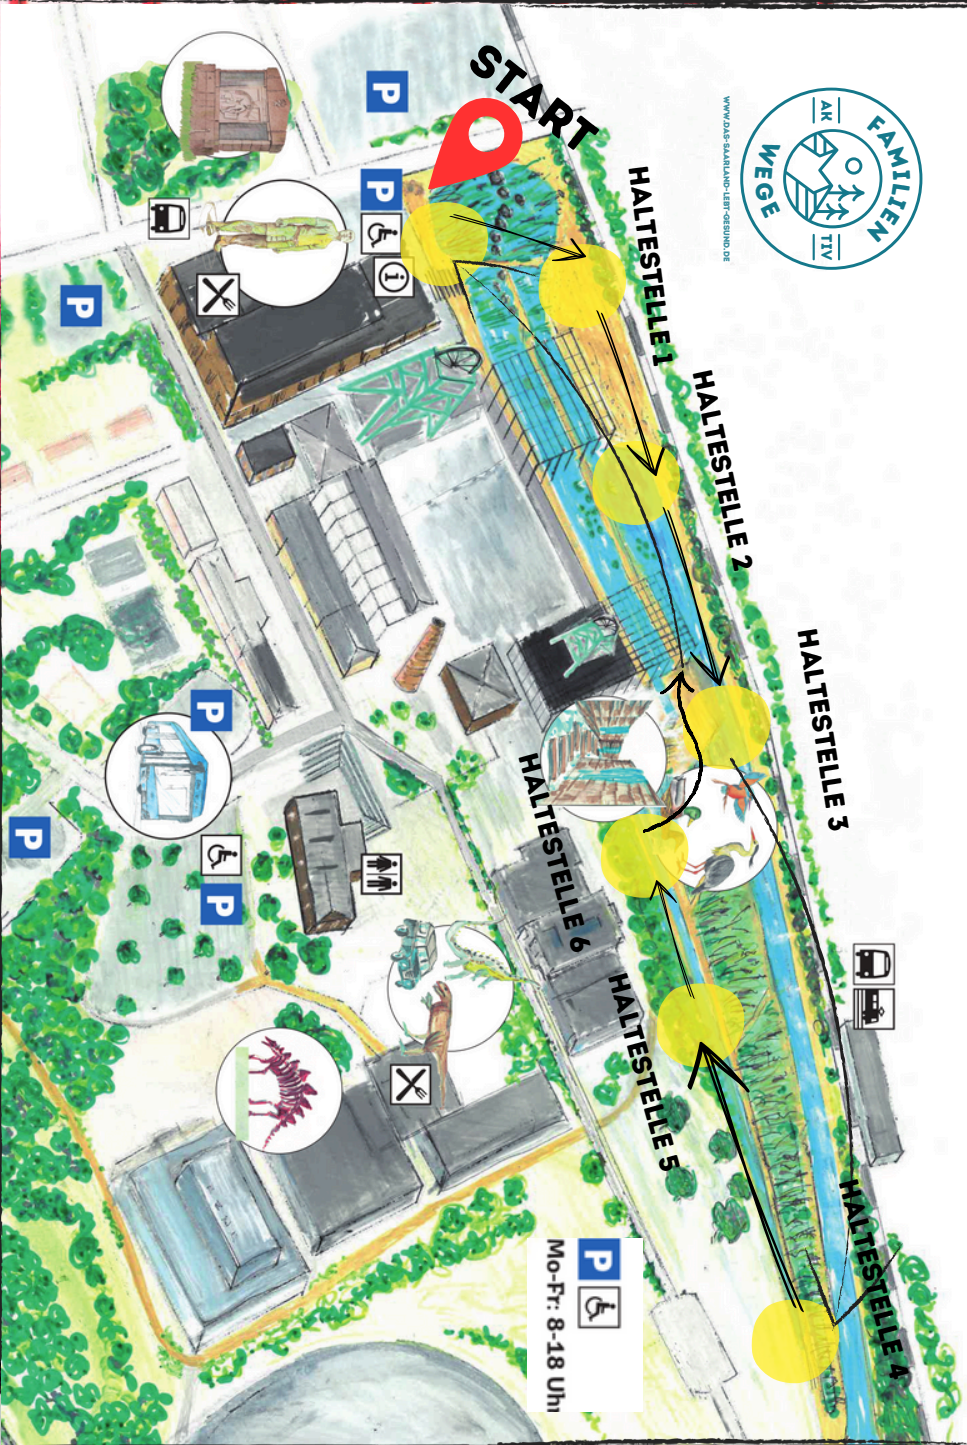 START
HALTESTELLE 1
HALTESTELLE 2
HALTESTELLE 3
HALTESTELLE 4
HALTESTELLE 5
HALTESTELLE 6
FAMILIEN
WEGE
AK
TTV
WWW.DAS-SAARLAND-LEBT-GESUND.DE
P
P
P
P
P
P
P
Mo-Fr: 8-18 Uhr
i